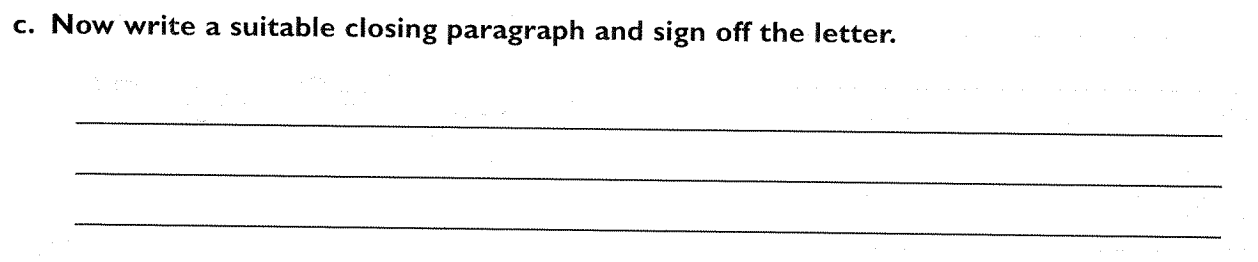 c. Now write a suitable closing paragraph and sign off the letter.